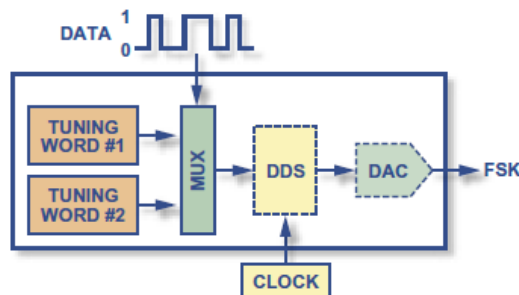 DATA
1
0
TUNING
WORD #1
TUNING
WORD #2
MUX
DDS
DAC
FSK
CLOCK